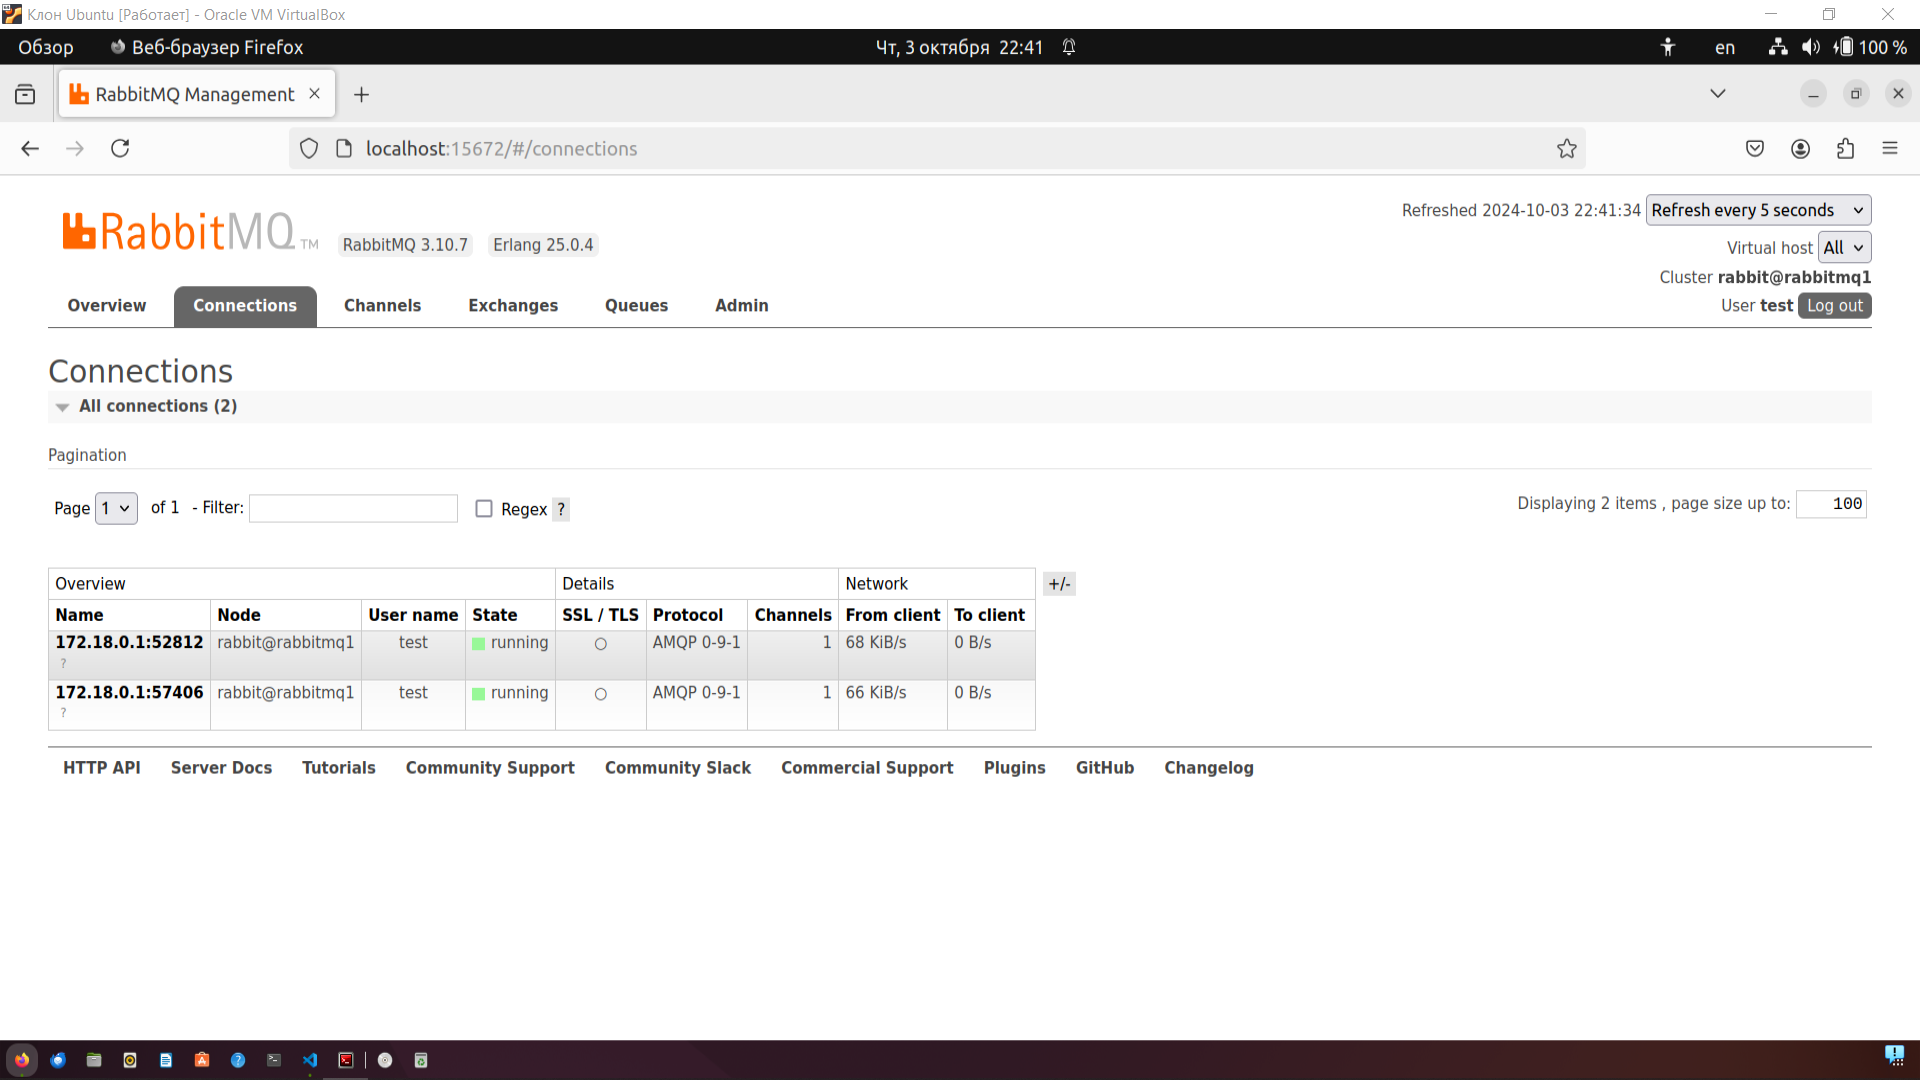 Клон Ubuntu [Работает] - Oracle VM VirtualBox
Обзор Веб-браузер Firefox Чт, 3 октября 22:41 en 100 %
RabbitMQ Management
localhost:15672/#/connections
RabbitMQ TM RabbitMQ 3.10.7 Erlang 25.0.4
Refreshed 2024-10-03 22:41:34 Refresh every 5 seconds
Virtual host All
Cluster rabbit@rabbitmq1
User test Log out
Overview Connections Channels Exchanges Queues Admin
Connections
All connections (2)
Pagination
Page 1 of 1 - Filter: Regex ? Displaying 2 items , page size up to: 100
Overview Details Network +/-
Name Node User name State SSL / TLS Protocol Channels From client To client
172.18.0.1:52812 rabbit@rabbitmq1 test running ○ AMQP 0-9-1 1 68 KiB/s 0 B/s
?
172.18.0.1:57406 rabbit@rabbitmq1 test running ○ AMQP 0-9-1 1 66 KiB/s 0 B/s
?
HTTP API Server Docs Tutorials Community Support Community Slack Commercial Support Plugins GitHub Changelog